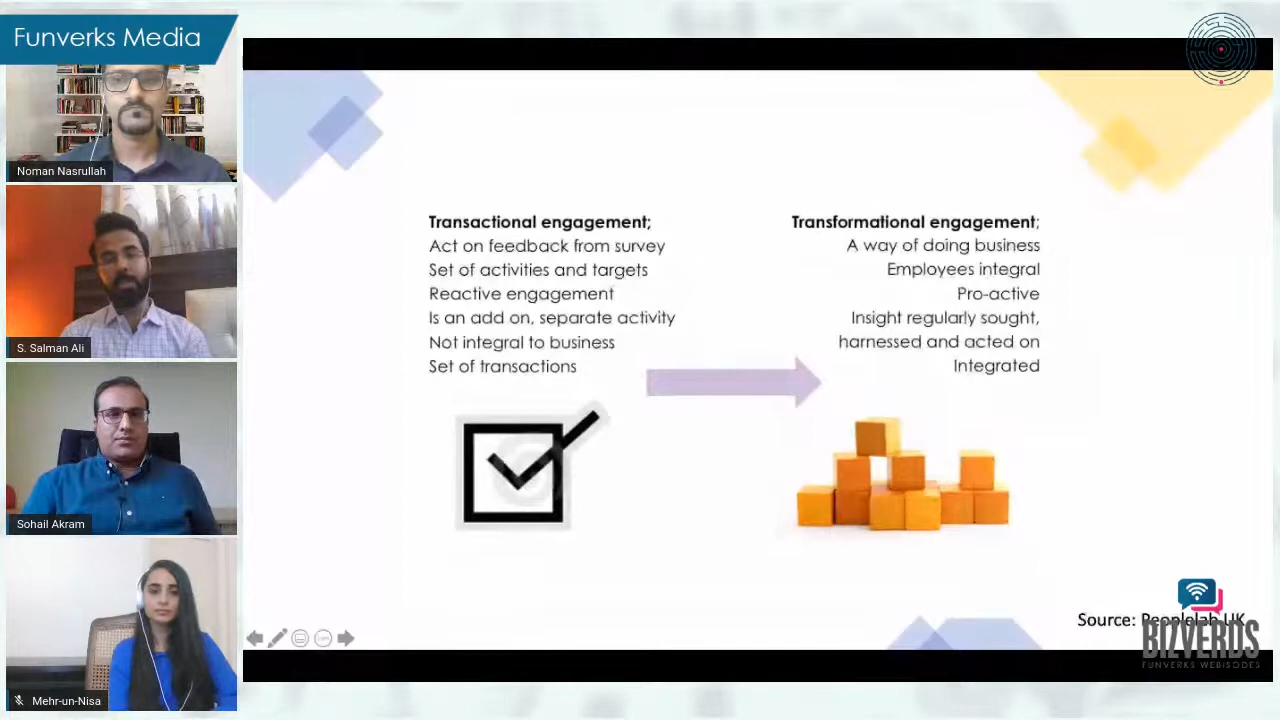 Funverks Media
Noman Nasrullah
S. Salman Ali
Sohail Akram
Mehr-un-Nisa
Transactional engagement;
Act on feedback from survey
Set of activities and targets
Reactive engagement
Is an add on, separate activity
Not integral to business
Set of transactions
Transformational engagement;
A way of doing business
Employees integral
Pro-active
Insight regularly sought,
harnessed and acted on
Integrated
Source: Peoplelab UK
BIZVERDS
FUNVERKS WEBISODES